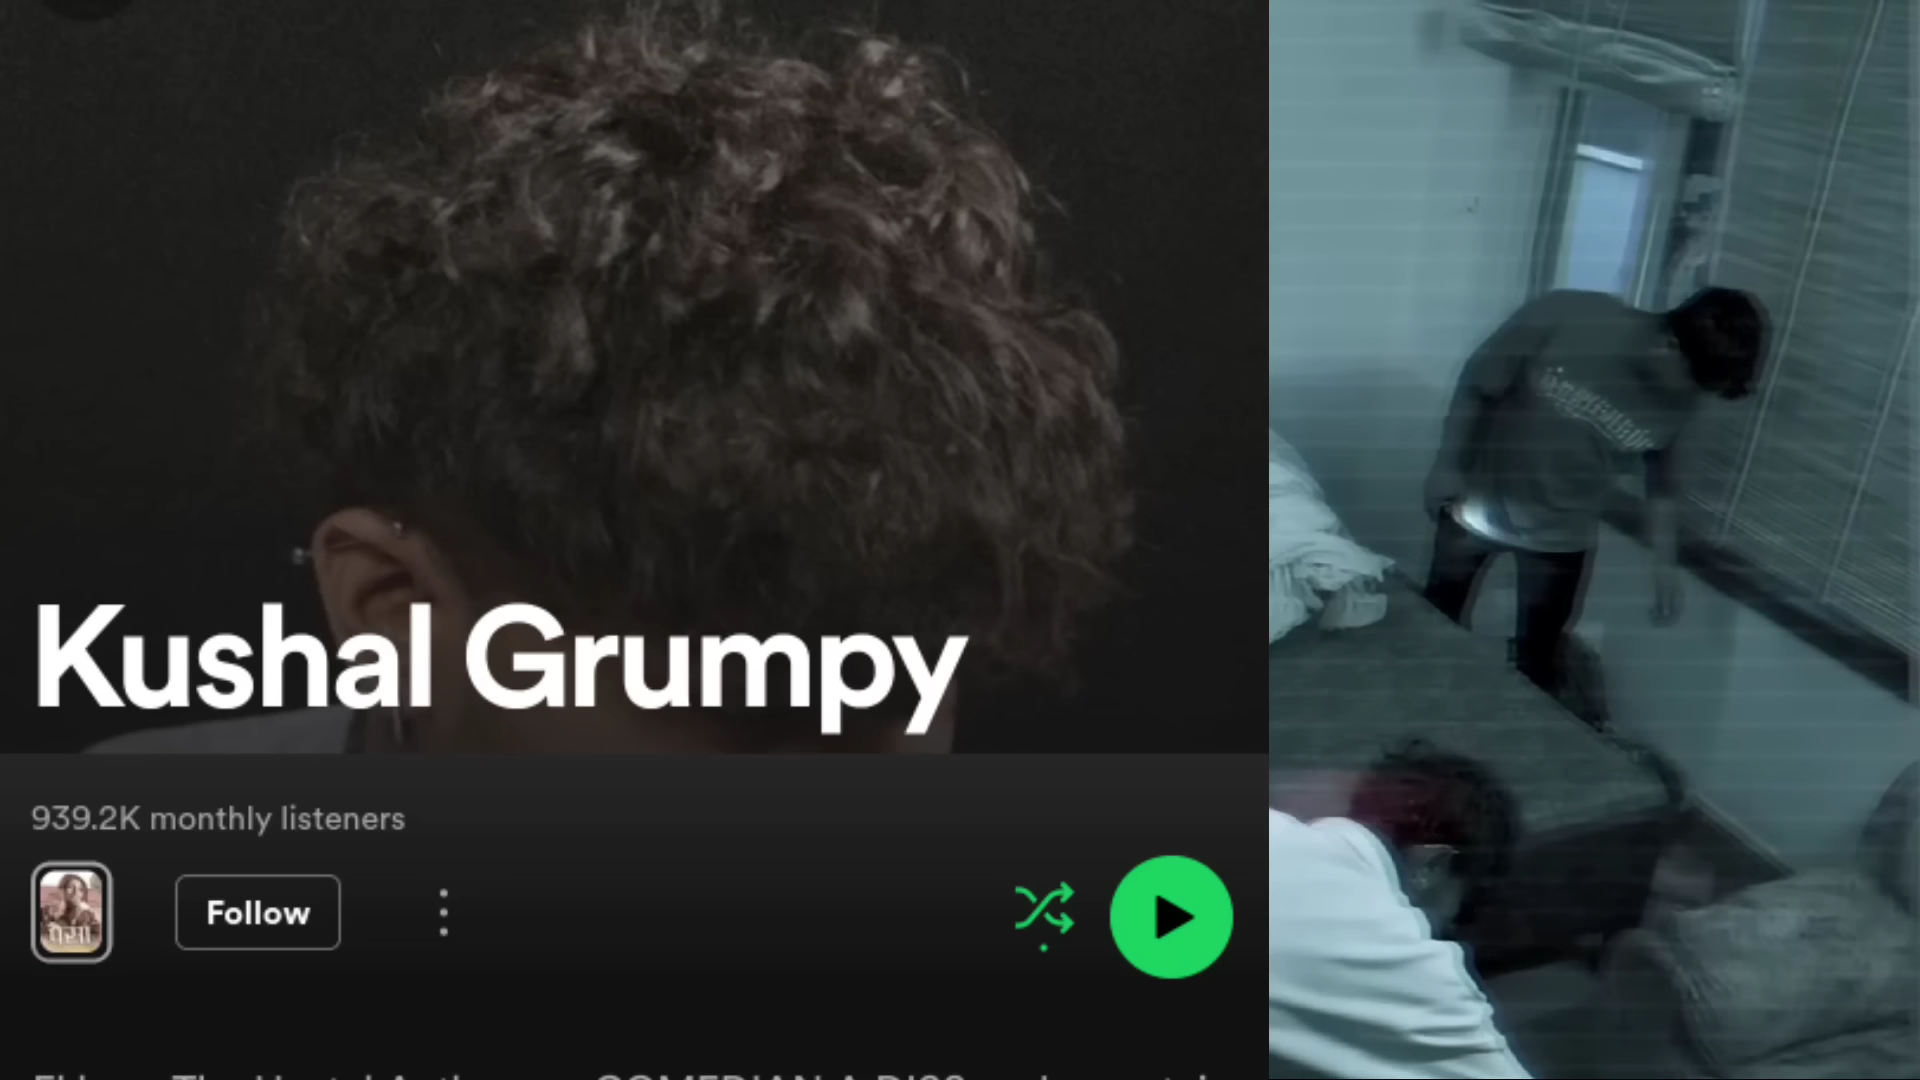 Kushal Grumpy
939.2K monthly listeners
पैसा
Follow